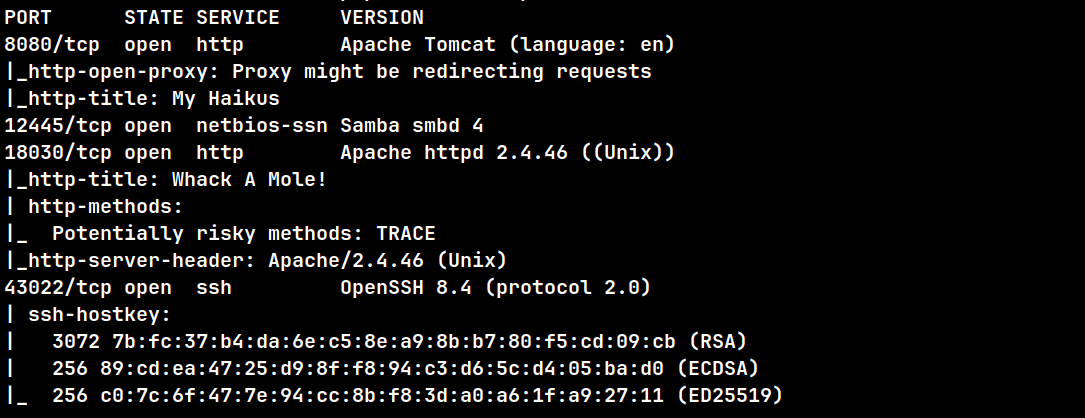 PORT      STATE SERVICE     VERSION
8080/tcp  open  http        Apache Tomcat (language: en)
|_http-open-proxy: Proxy might be redirecting requests
|_http-title: My Haikus
12445/tcp open  netbios-ssn Samba smbd 4
18030/tcp open  http        Apache httpd 2.4.46 ((Unix))
|_http-title: Whack A Mole!
| http-methods:
|_  Potentially risky methods: TRACE
|_http-server-header: Apache/2.4.46 (Unix)
43022/tcp open  ssh         OpenSSH 8.4 (protocol 2.0)
| ssh-hostkey:
|   3072 7b:fc:37:b4:da:6e:c5:8e:a9:8b:b7:80:f5:cd:09:cb (RSA)
|   256 89:cd:ea:47:25:d9:8f:f8:94:c3:d6:5c:d4:05:ba:d0 (ECDSA)
|_  256 c0:7c:6f:47:7e:94:cc:8b:f8:3d:a0:a6:1f:a9:27:11 (ED25519)